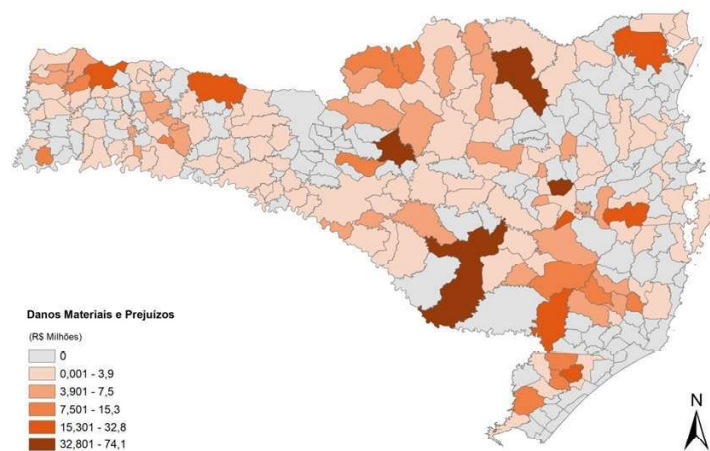 Danos Materiais e Prejuízos
(R$ Milhões)
0
0,001 - 3,9
3,901 - 7,5
7,501 - 15,3
15,301 - 32,8
32,801 - 74,1
N